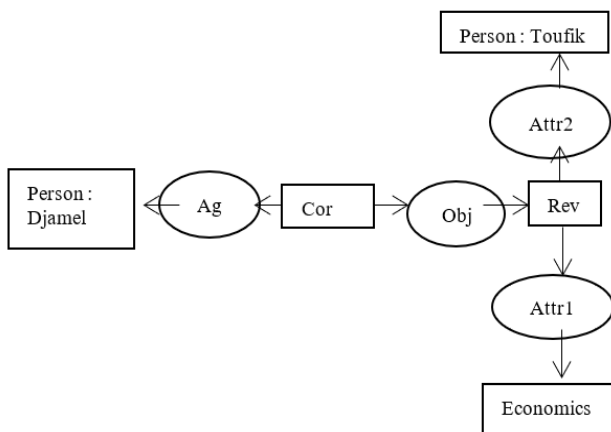 Person : Toufik
Attr2
Person :
Djamel
Ag
Cor
Obj
Rev
Attr1
Economics